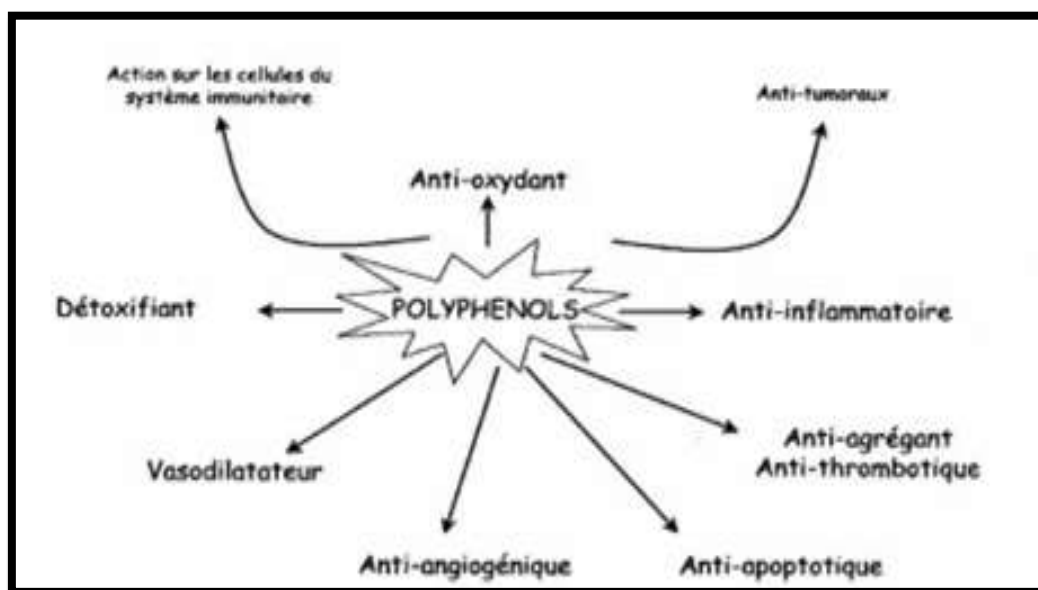 Action sur les cellules du
système immunitaire
Anti-tumoraux
Anti-oxydant
Détoxifiant
POLYPHENOLS
Anti-inflammatoire
Vasodilatateur
Anti-agrégant
Anti-thrombotique
Anti-angiogénique
Anti-apoptotique